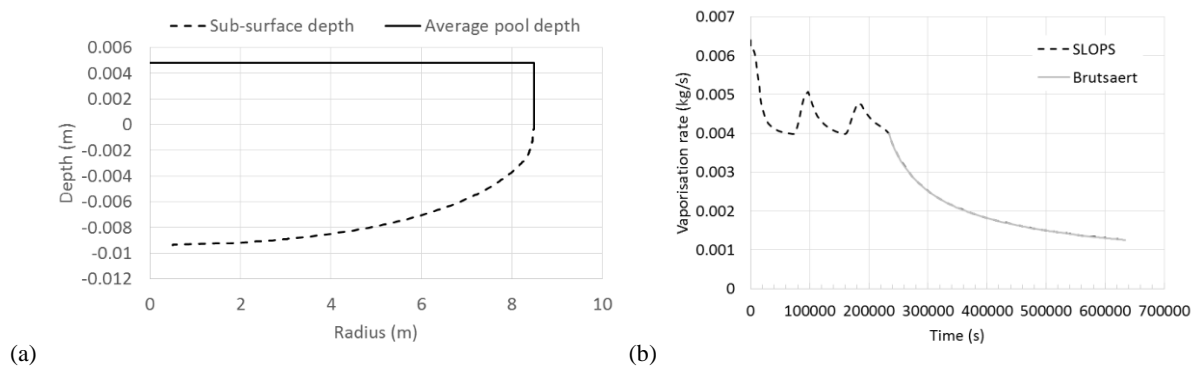 Sub-surface depth
Average pool depth
0.006
0.004
0.002
0
-0.002
-0.004
-0.006
-0.008
-0.01
-0.012
Depth (m)
0 2 4 6 8 10
Radius (m)
(a)
0.007
0.006
0.005
0.004
0.003
0.002
0.001
0
Vaporisation rate (kg/s)
SLOPS
Brutsaert
0 100000 200000 300000 400000 500000 600000 700000
Time (s)
(b)